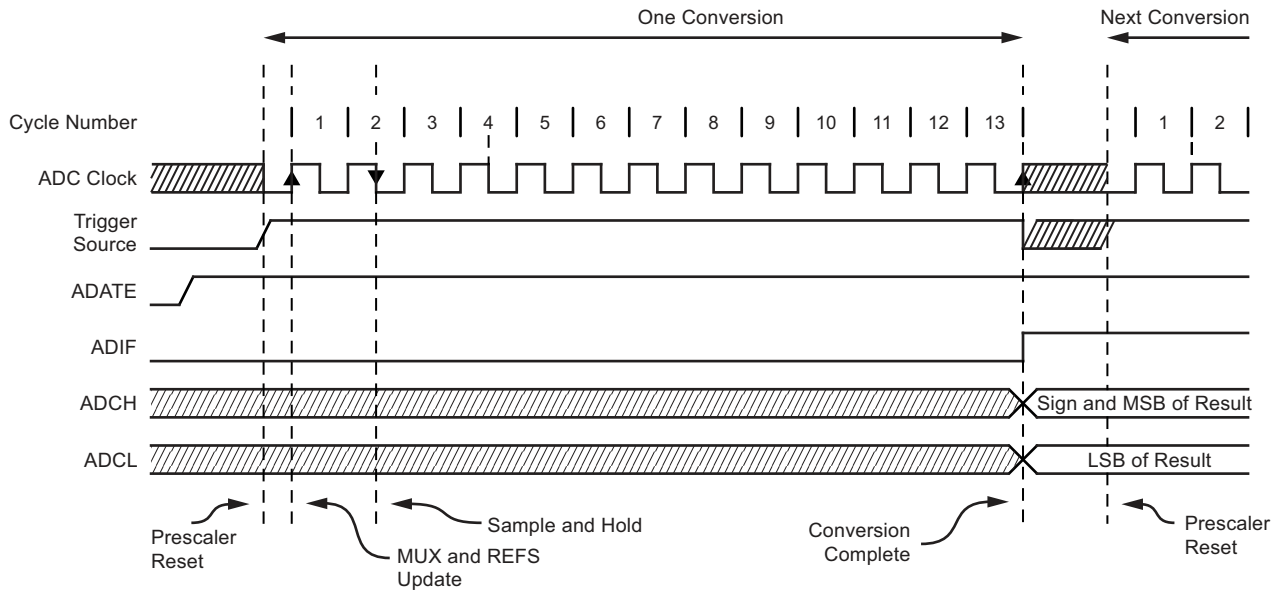 One Conversion
Next Conversion
Cycle Number
1 2 3 4 5 6 7 8 9 10 11 12 13 1 2
ADC Clock
Trigger
Source
ADATE
ADIF
ADCH
Sign and MSB of Result
ADCL
LSB of Result
Prescaler
Reset
MUX and REFS
Update
Sample and Hold
Conversion
Complete
Prescaler
Reset